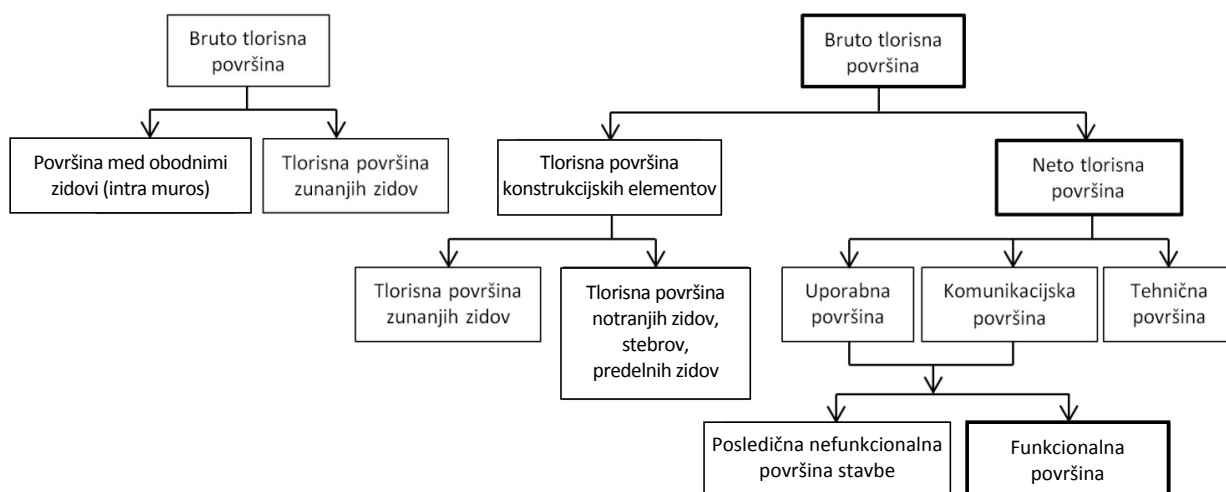 Bruto tlorisna
površina
Bruto tlorisna
površina
Površina med obodnimi
zidovi (intra muros)
Tlorisna površina
zunanjih zidov
Tlorisna površina
konstrukcijskih elementov
Neto tlorisna
površina
Tlorisna površina
zunanjih zidov
Tlorisna površina
notranjih zidov,
stebrov,
predelnih zidov
Uporabna
površina
Komunikacijska
površina
Tehnična
površina
Posledična nefunkcionalna
površina stavbe
Funkcionalna
površina